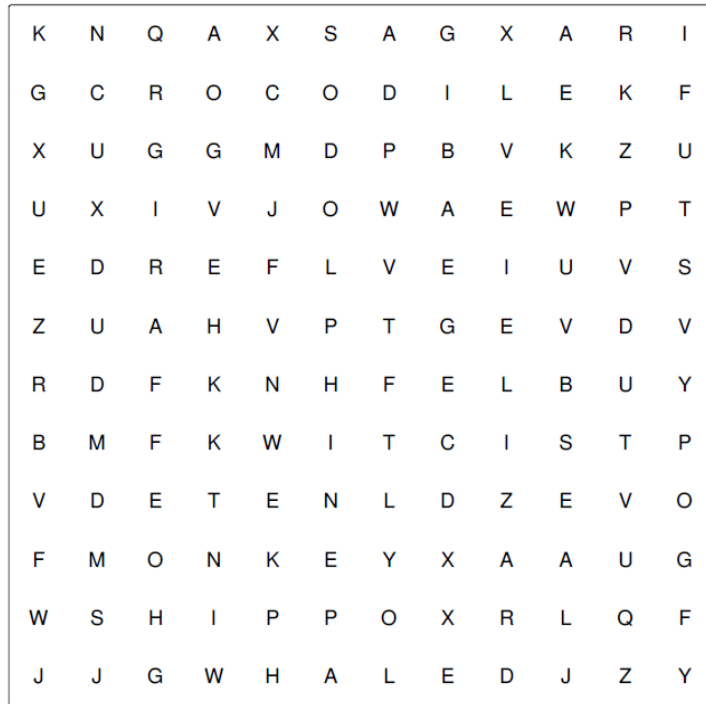 K N Q A X S A G X A R I
G C R O C O D I L E K F
X U G G M D P B V K Z U
U X I V J O W A E W P T
E D R E F L V E I U V S
Z U A H V P T G E V D V
R D F K N H F E L B U Y
B M F K W I T C I S T P
V D E T E N L D Z E V O
F M O N K E Y X A A U G
W S H I P P O X R L Q F
J J G W H A L E D J Z Y